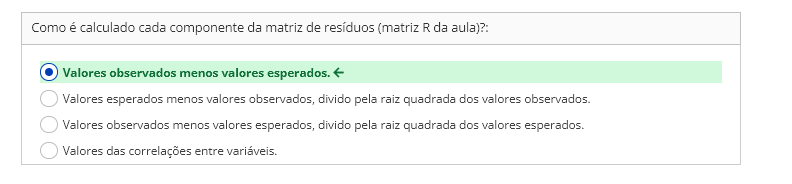 Como é calculado cada componente da matriz de resíduos (matriz R da aula)?:
Valores observados menos valores esperados. ←
Valores esperados menos valores observados, divido pela raiz quadrada dos valores observados.
Valores observados menos valores esperados, divido pela raiz quadrada dos valores esperados.
Valores das correlações entre variáveis.